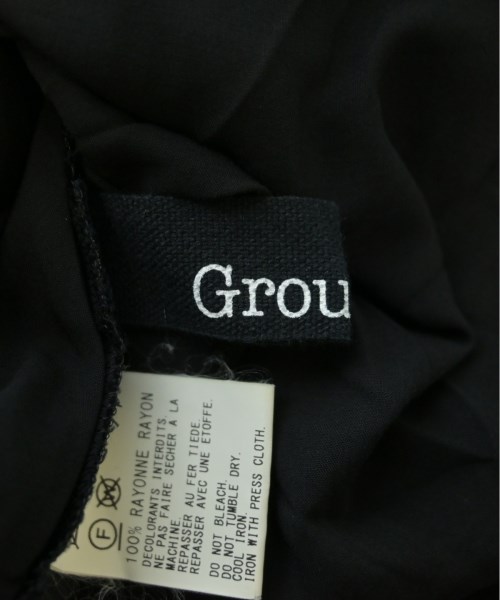 Grou
F
100% RAYONNE RAYON
DECOLORANTS INTERDITS.
NE PAS FAIRE SECHER A LA
MACHINE.
REPASSER AU FER TIEDE
REPASSER AVEC UNE ETOFFE.
DO NOT BLEACH.
DO NOT TUMBLE DRY.
COOL IRON.
IRON WITH PRESS CLOTH.